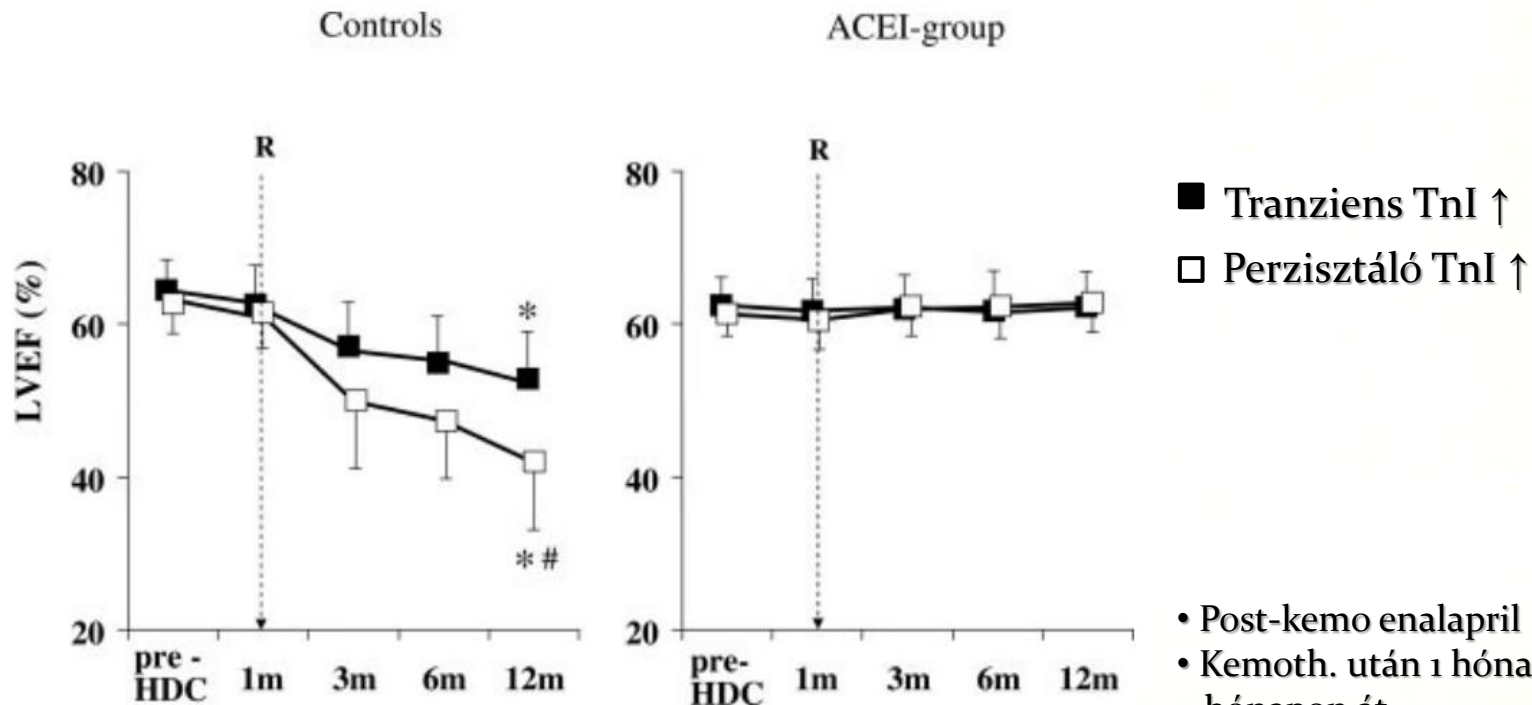 Controls
ACEI-group
R
R
80
60
40
20
LVEF (%)
*
* #
pre -
HDC
1m
3m
6m
12m
80
60
40
20
pre-
HDC
1m
3m
6m
12m
■ Tranziens TnI ↑
□ Perzisztáló TnI ↑
• Post-kemo enalapril
• Kemoth. után 1 hóna